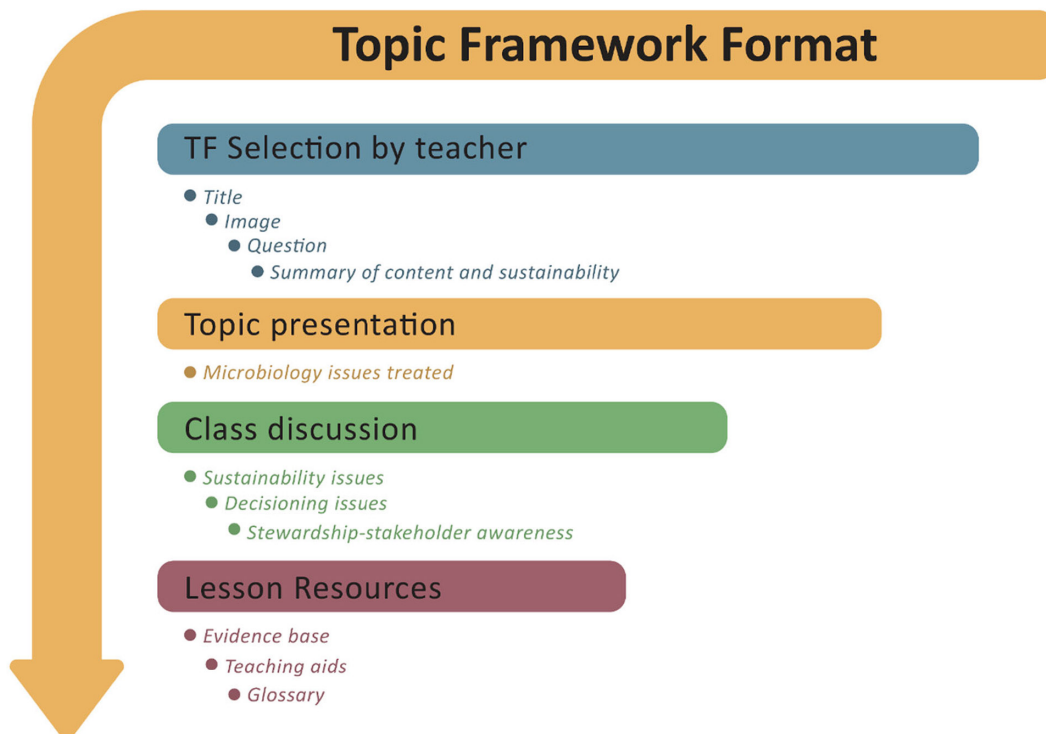 Topic Framework Format
TF Selection by teacher
Title
Image
Question
Summary of content and sustainability
Topic presentation
Microbiology issues treated
Class discussion
Sustainability issues
Decisioning issues
Stewardship-stakeholder awareness
Lesson Resources
Evidence base
Teaching aids
Glossary